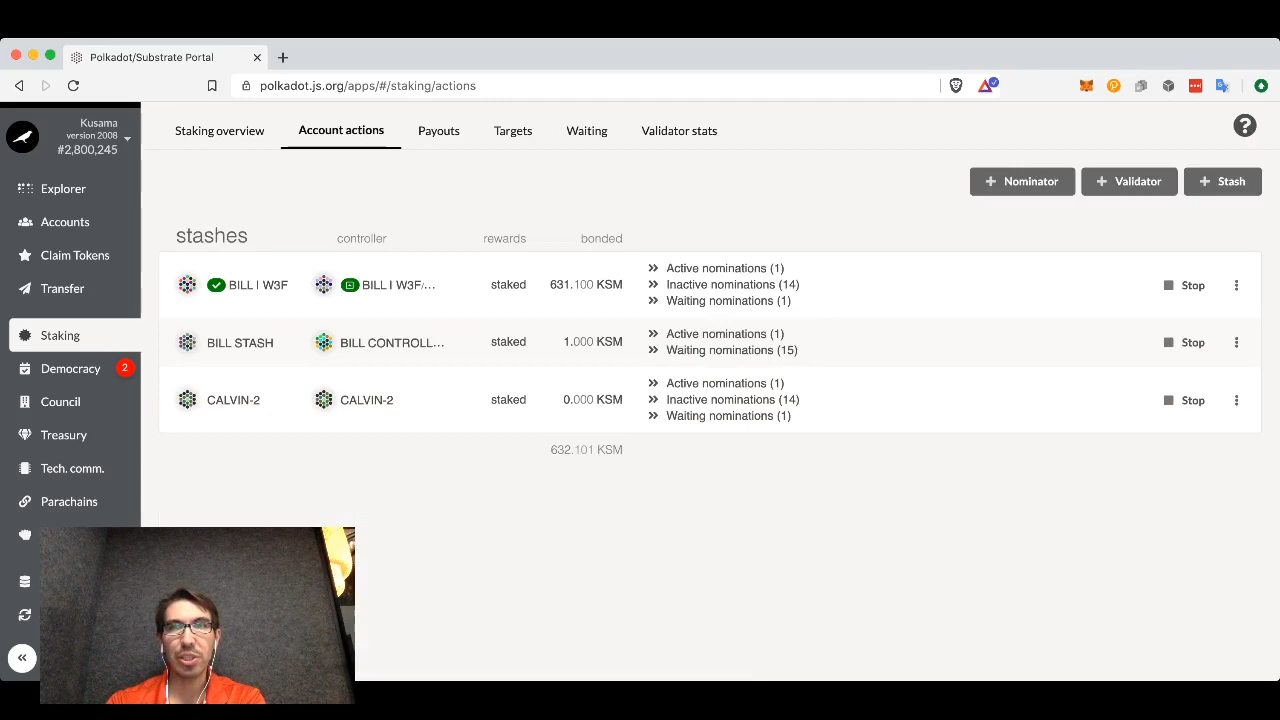 Polkadot/Substrate Portal
polkadot.js.org/apps/#/staking/actions
Kusama
version 2008
#2,800,245
Explorer
Accounts
Claim Tokens
Transfer
Staking
Democracy 2
Council
Treasury
Tech. comm.
Parachains
Staking overview Account actions Payouts Targets Waiting Validator stats
+ Nominator + Validator + Stash
stashes controller rewards bonded
BILL | W3F BILL | W3F/... staked 631.100 KSM
Active nominations (1)
Inactive nominations (14)
Waiting nominations (1)
Stop
BILL STASH BILL CONTROLL... staked 1.000 KSM
Active nominations (1)
Waiting nominations (15)
Stop
CALVIN-2 CALVIN-2 staked 0.000 KSM
Active nominations (1)
Inactive nominations (14)
Waiting nominations (1)
Stop
632.101 KSM